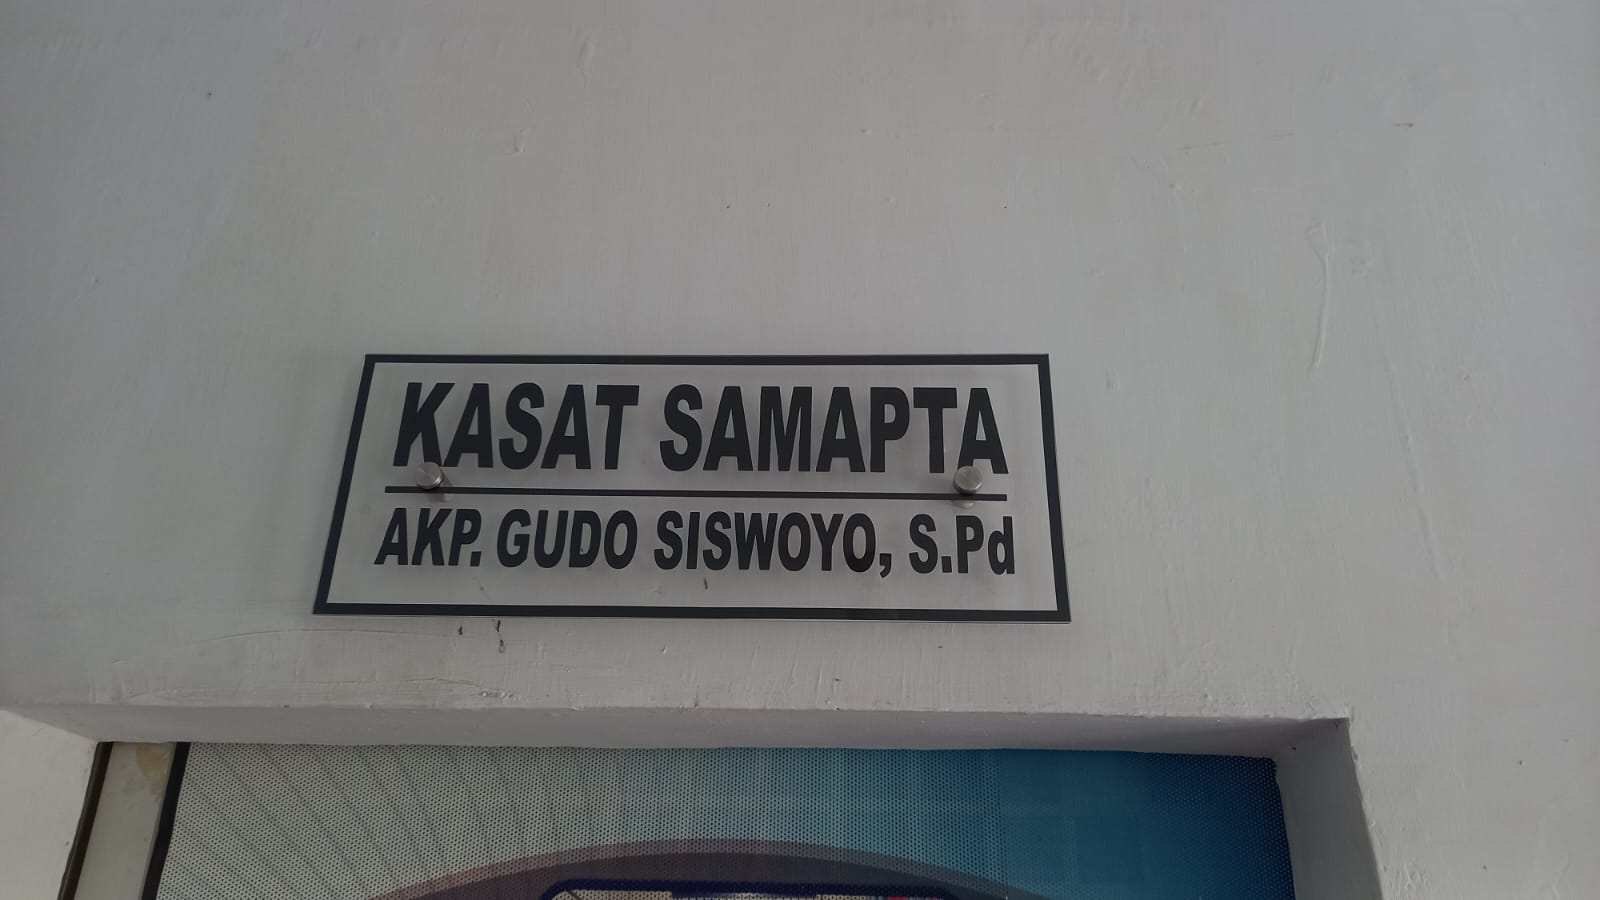 KASAT SAMAPTA
AKP. GUDO SISWOYO, S.Pd